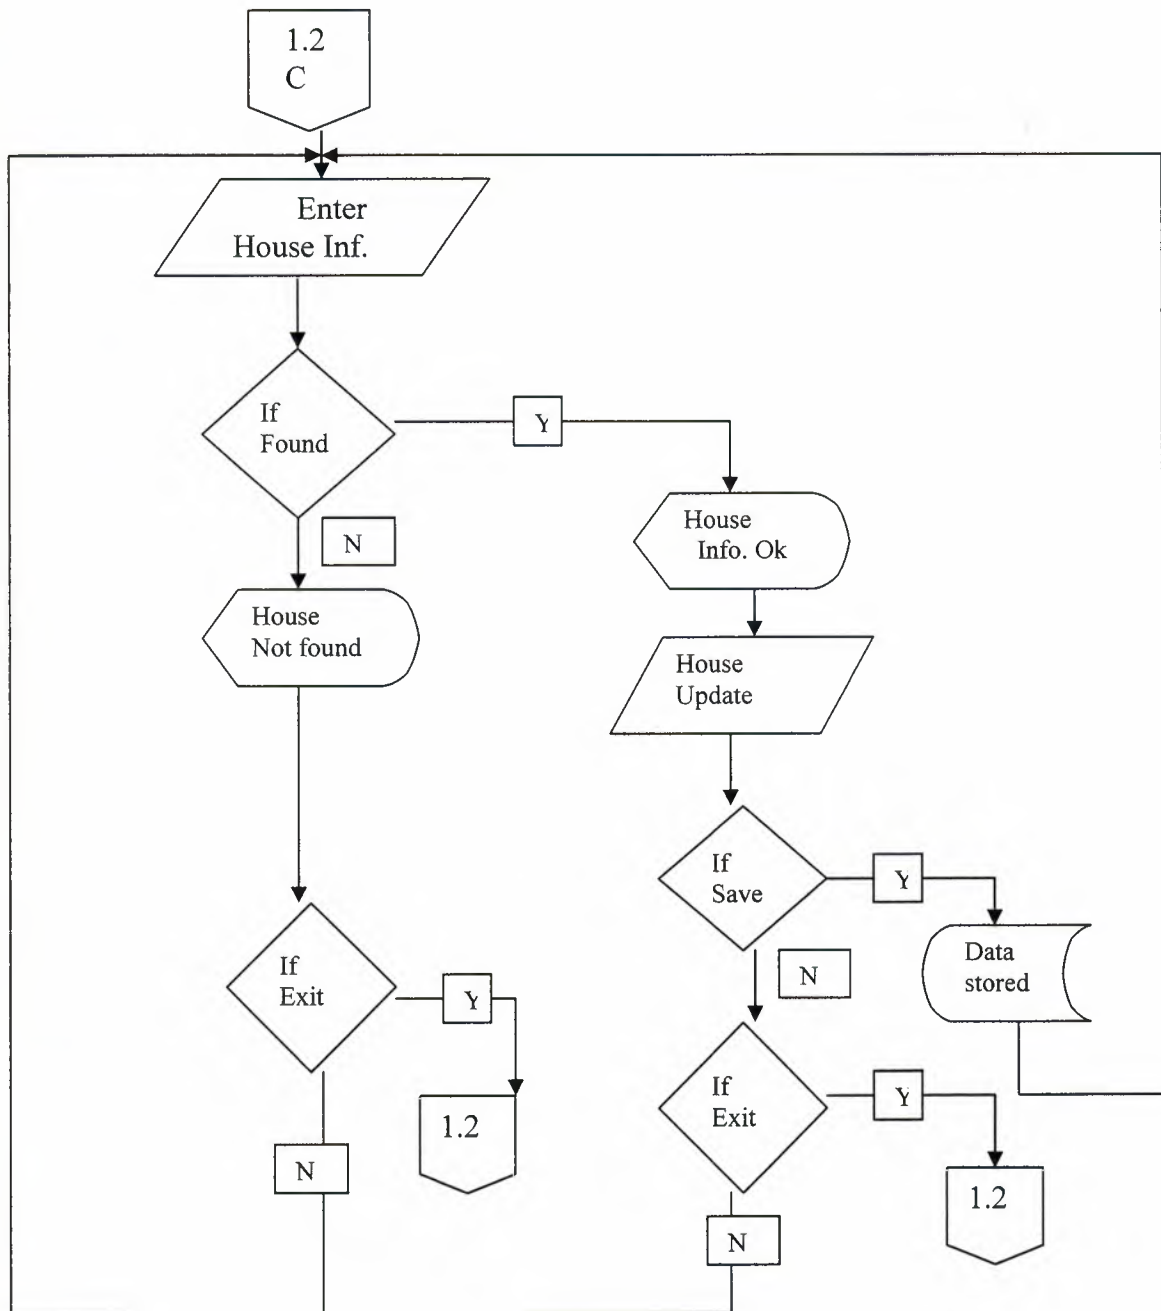 1.2
C
Enter
House Inf.
If
Found
Y
N
House
Info. Ok
House
Not found
House
Update
If
Save
Y
N
Data
stored
If
Exit
Y
1.2
N
If
Exit
Y
1.2
N